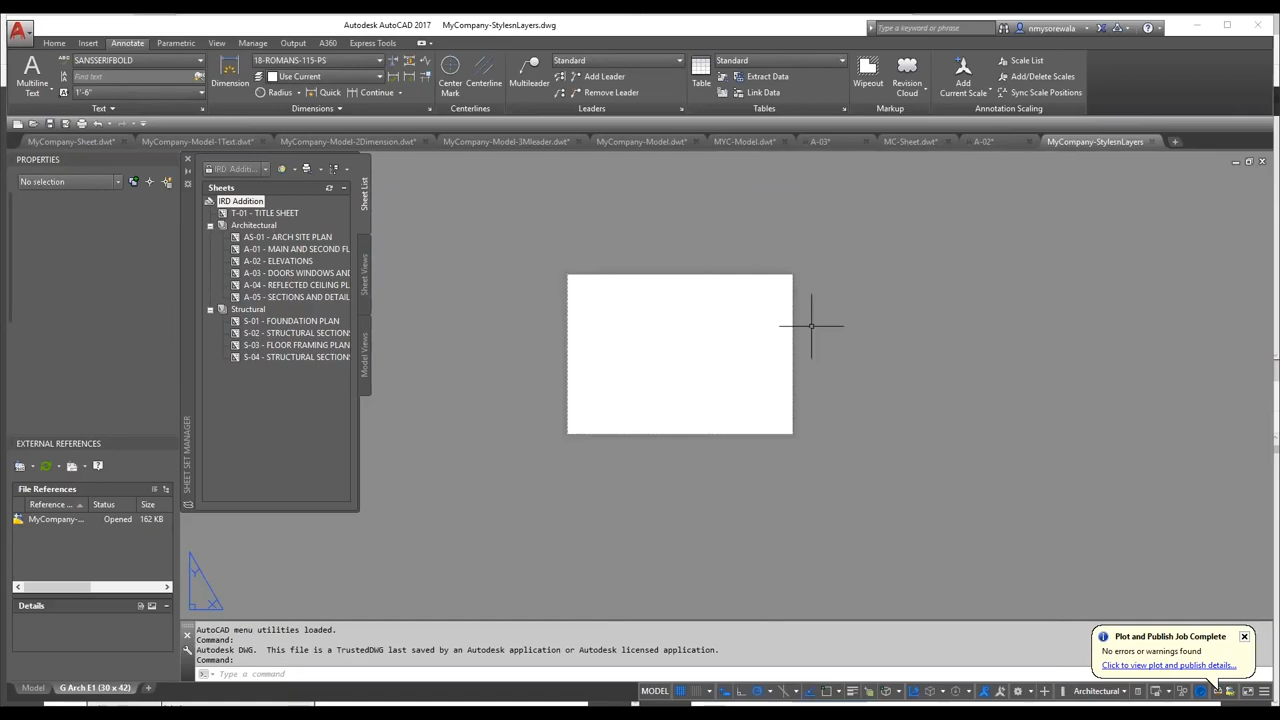 Autodesk AutoCAD 2017 MyCompany-StylesnLayers.dwg
Type a keyword or phrase
nmysorewala
Home Insert Annotate Parametric View Manage Output A360 Express Tools
Multiline Text
SANSSERIFBOLD
Find text
1'-6"
Text
Dimension
18-ROMANS-115-PS
Use Current
Radius Quick Continue
Dimensions
Center Mark
Centerline
Centerlines
Multileader
Standard
Add Leader
Remove Leader
Leaders
Table
Standard
Extract Data
Link Data
Tables
Wipeout
Revision Cloud
Markup
Add Current Scale
Scale List
Add/Delete Scales
Sync Scale Positions
Annotation Scaling
MyCompany-Sheet.dwt* MyCompany-Model-1Text.dwt* MyCompany-Model-2Dimension.dwt* MyCompany-Model-3Mleader.dwt* MyCompany-Model.dwt* MYC-Model.dwt* A-03* MC-Sheet.dwt* A-02* MyCompany-StylesnLayers
PROPERTIES
No selection
IRD Additi...
Sheets
IRD Addition
T-01 - TITLE SHEET
Architectural
AS-01 - ARCH SITE PLAN
A-01 - MAIN AND SECOND FL
A-02 - ELEVATIONS
A-03 - DOORS WINDOWS AND
A-04 - REFLECTED CEILING PL
A-05 - SECTIONS AND DETAIL
Structural
S-01 - FOUNDATION PLAN
S-02 - STRUCTURAL SECTIONS
S-03 - FLOOR FRAMING PLAN
S-04 - STRUCTURAL SECTIONS
Sheet List
Sheet Views
Model Views
SHEET SET MANAGER
EXTERNAL REFERENCES
File References
Reference ... Status Size
MyCompany-... Opened 162 KB
Details
Y
X
AutoCAD menu utilities loaded.
Command:
Autodesk DWG. This file is a TrustedDWG last saved by an Autodesk application or Autodesk licensed application.
Command:
Type a command
Plot and Publish Job Complete
No errors or warnings found
Click to view plot and publish details...
Model G Arch E1 (30 x 42)
MODEL
Architectural